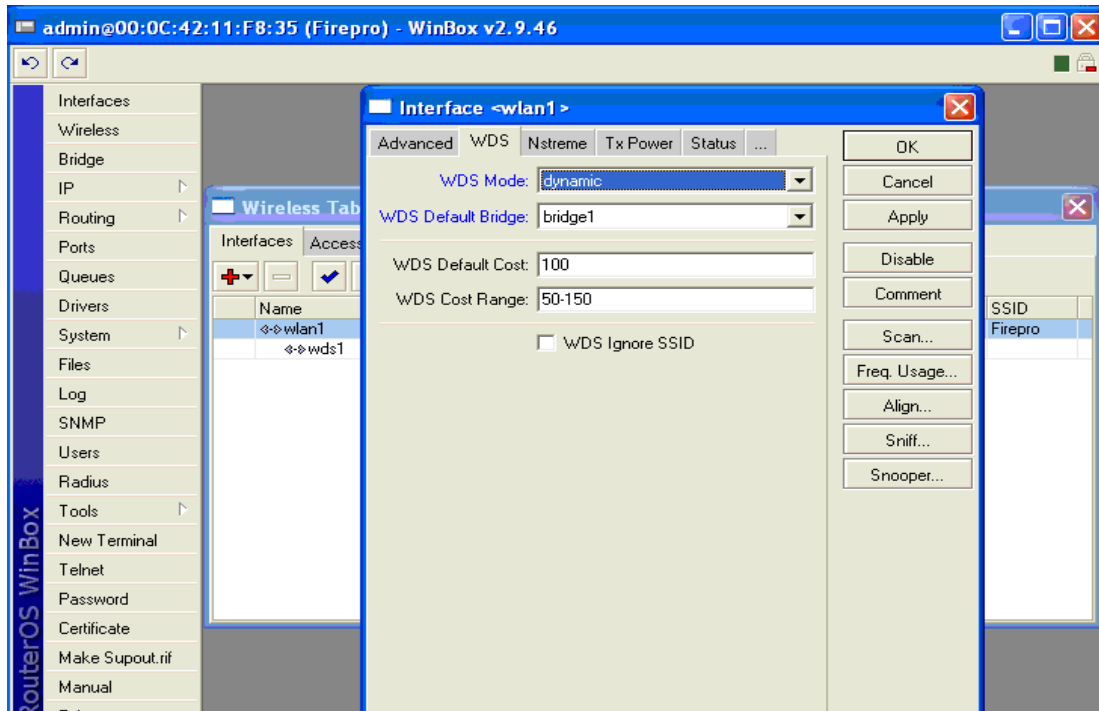 admin@00:0C:42:11:F8:35 (Firepro) - WinBox v2.9.46
RouterOS WinBox
Interfaces
Wireless
Bridge
IP
Routing
Ports
Queues
Drivers
System
Files
Log
SNMP
Users
Radius
Tools
New Terminal
Telnet
Password
Certificate
Make Supout.rif
Manual
Wireless Tab
Interfaces Access
Name SSID
wlan1 Firepro
wds1
Interface <wlan1>
Advanced WDS Nstreme Tx Power Status ...
WDS Mode: dynamic
WDS Default Bridge: bridge1
WDS Default Cost: 100
WDS Cost Range: 50-150
WDS Ignore SSID
OK
Cancel
Apply
Disable
Comment
Scan...
Freq. Usage...
Align...
Sniff...
Snooper...